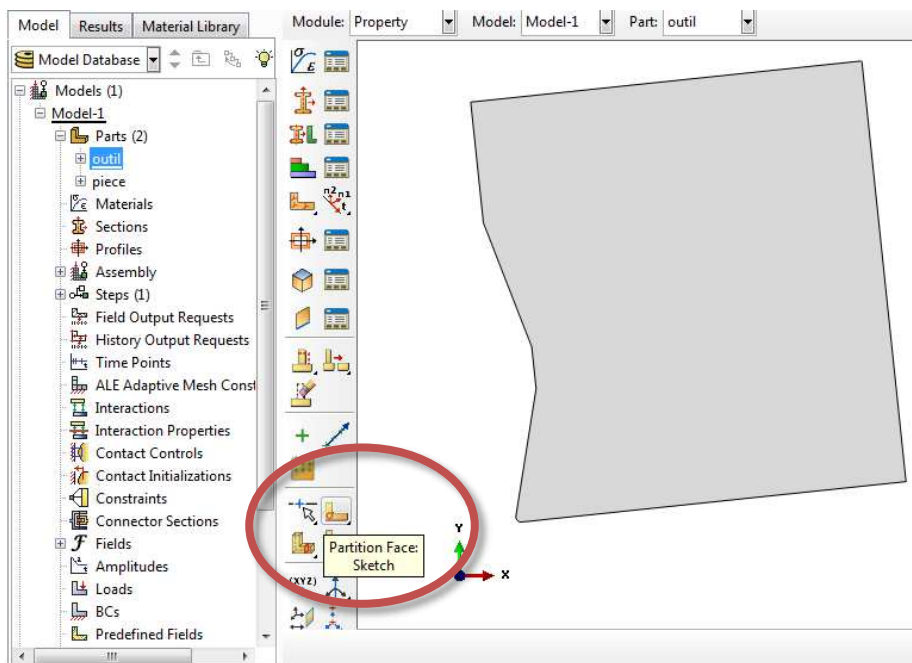 Model Results Material Library
Module: Property Model: Model-1 Part: outil
Model Database
Models (1)
Model-1
Parts (2)
outil
piece
Materials
Sections
Profiles
Assembly
Steps (1)
Field Output Requests
History Output Requests
Time Points
ALE Adaptive Mesh Const
Interactions
Interaction Properties
Contact Controls
Contact Initializations
Constraints
Connector Sections
Fields
Amplitudes
Loads
BCs
Predefined Fields
σ
ε
n2 n1
t
Partition Face:
Sketch
(XYZ)
Y
X